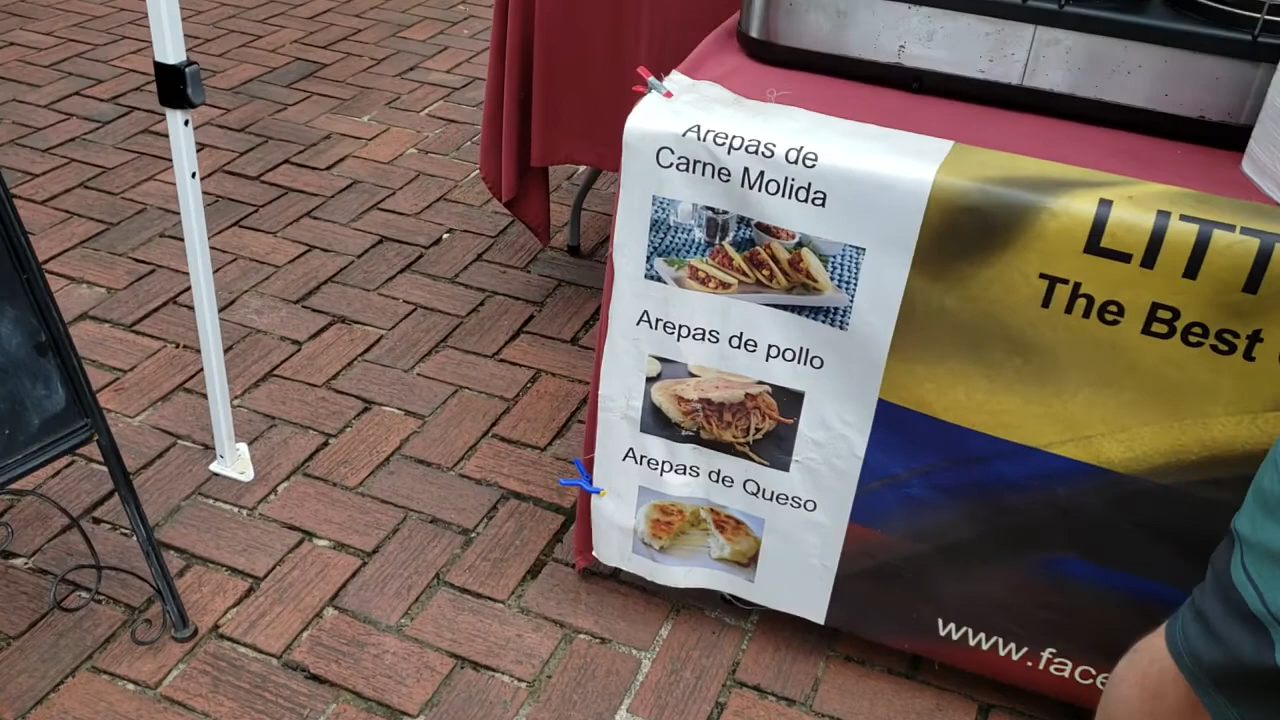 Arepas de
Carne Molida
Arepas de pollo
Arepas de Queso
LITT
The Best
www.face